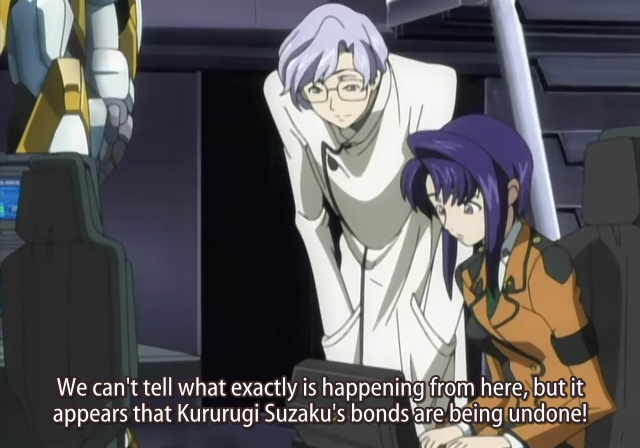 We can't tell what exactly is happening from here, but it
appears that Kururugi Suzaku's bonds are being undone!